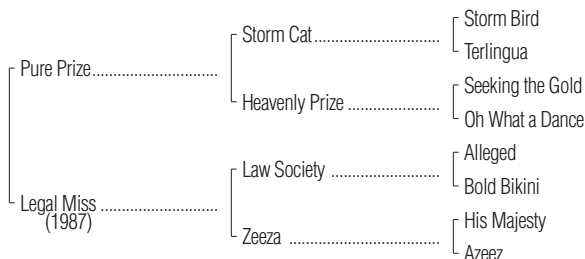 Storm Bird
Storm Cat
Terlingua
Pure Prize
Seeking the Gold
Heavenly Prize
Oh What a Dance
Alleged
Law Society
Bold Bikini
Legal Miss
(1987)
His Majesty
Zeeza
Azeez